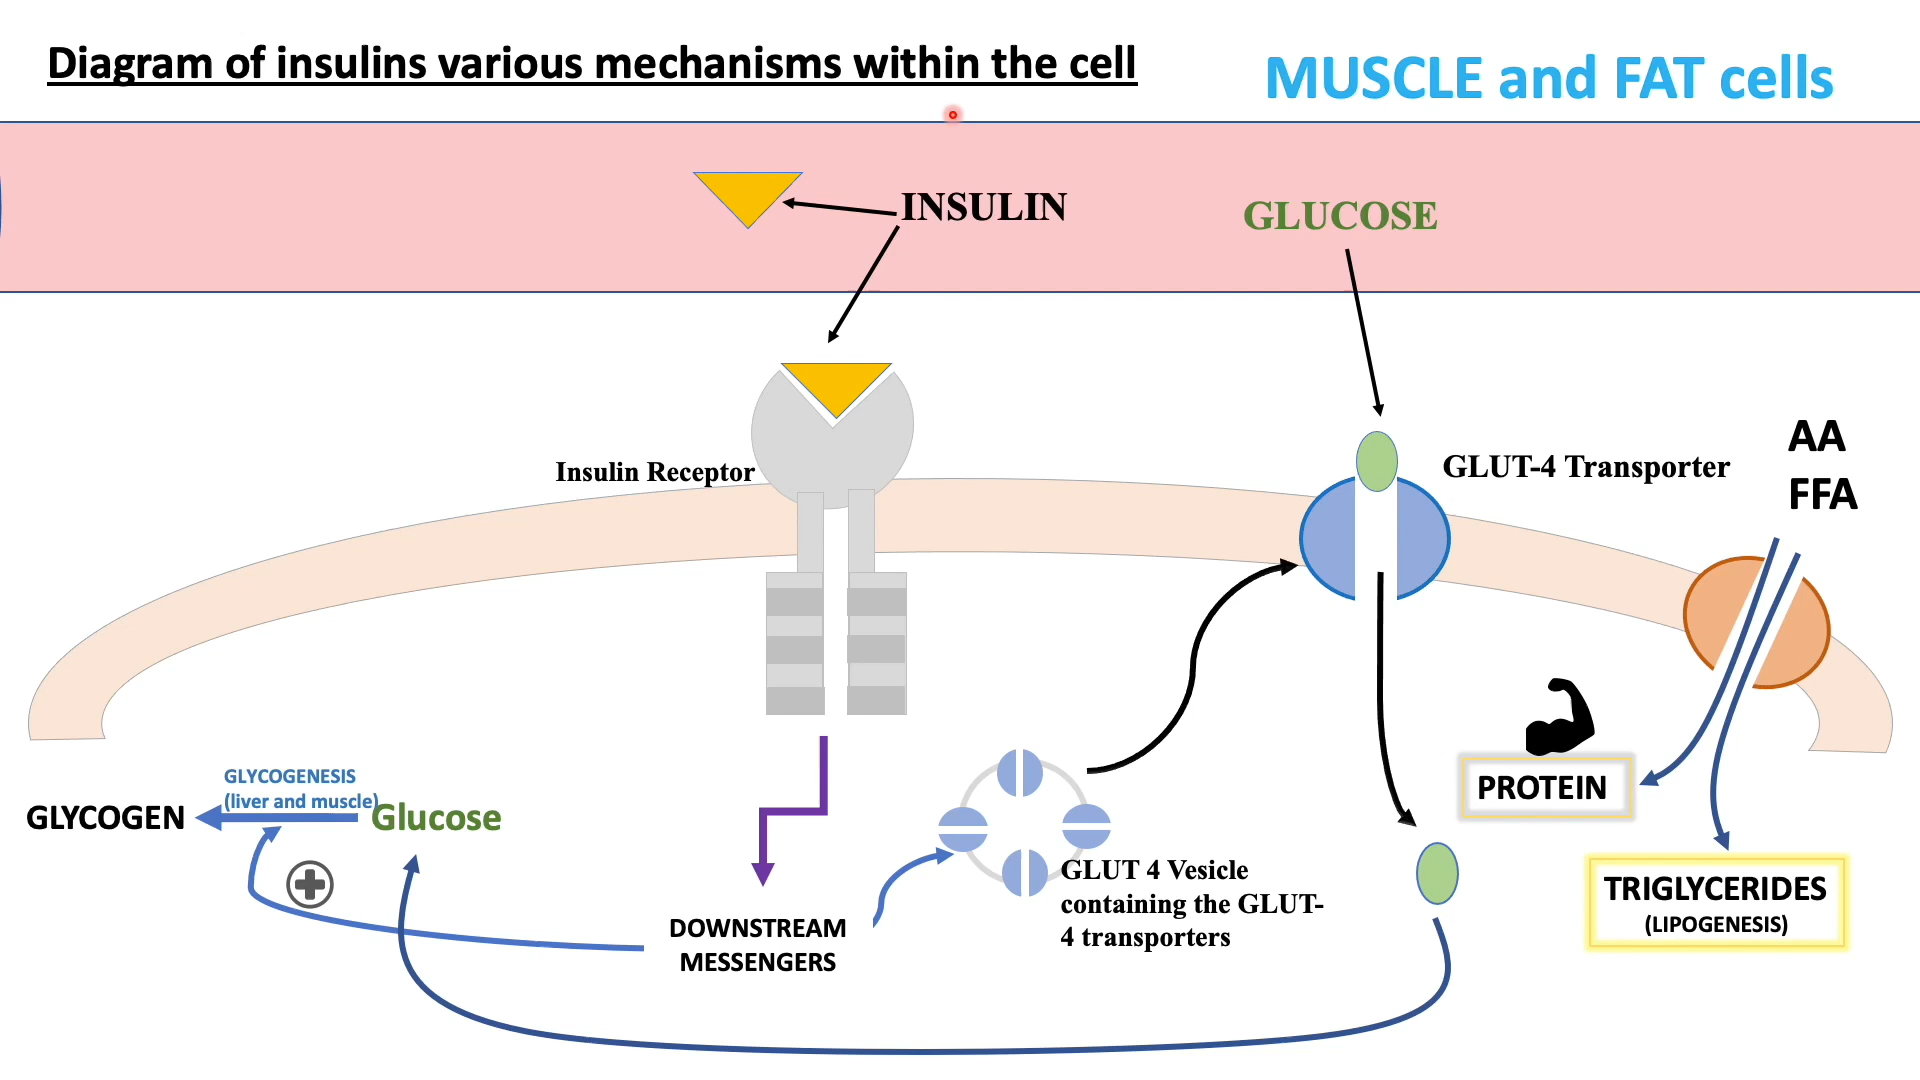 Diagram of insulins various mechanisms within the cell
MUSCLE and FAT cells
INSULIN
GLUCOSE
Insulin Receptor
GLUT-4 Transporter
AA
FFA
GLYCOGENESIS
(liver and muscle)
GLYCOGEN
Glucose
PROTEIN
GLUT 4 Vesicle
containing the GLUT-
4 transporters
TRIGLYCERIDES
(LIPOGENESIS)
DOWNSTREAM
MESSENGERS